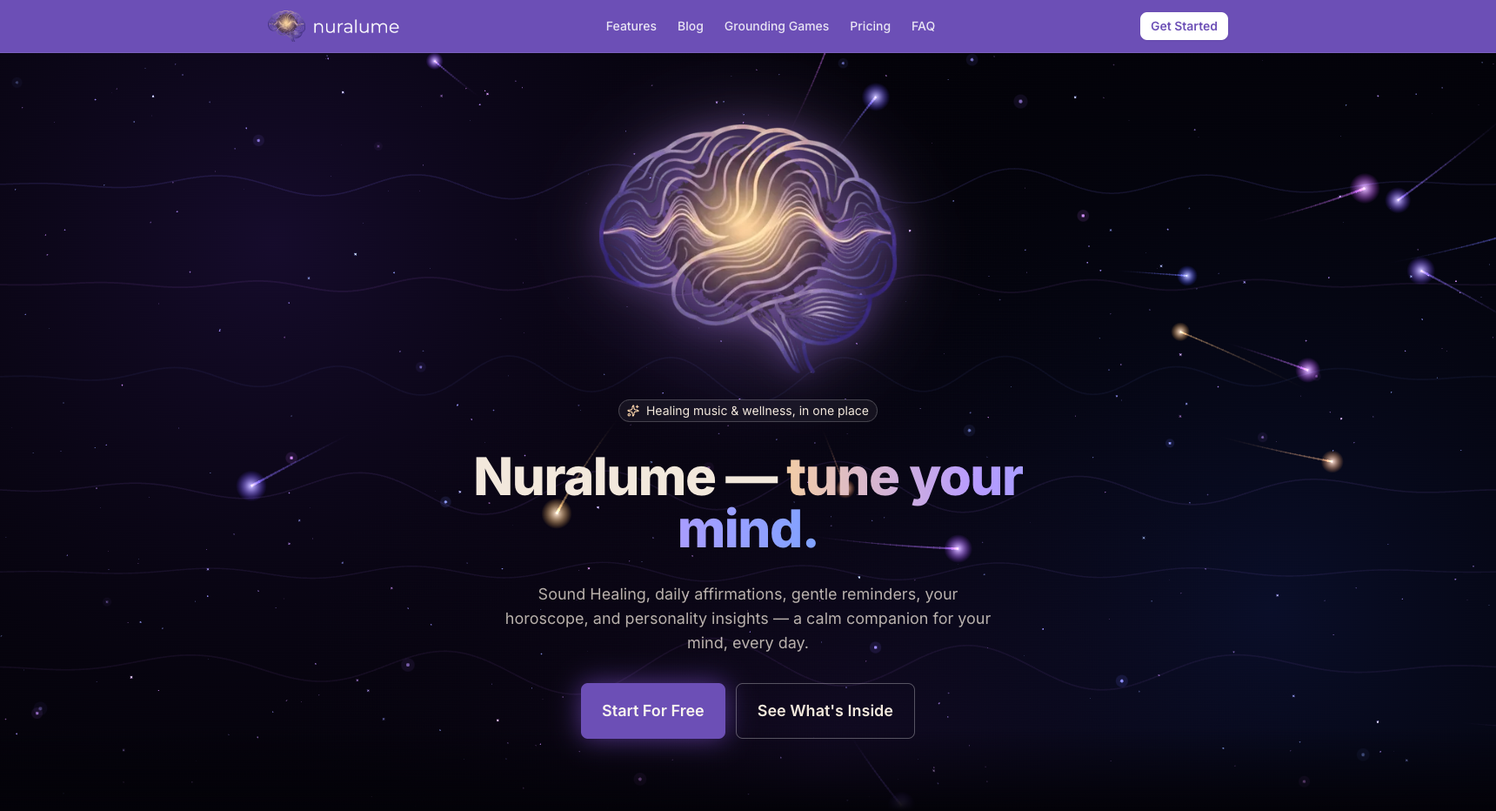 nuralume
Features
Blog
Grounding Games
Pricing
FAQ
Get Started
Healing music & wellness, in one place
Nuralume — tune your
mind.
Sound Healing, daily affirmations, gentle reminders, your
horoscope, and personality insights — a calm companion for your
mind, every day.
Start For Free
See What's Inside